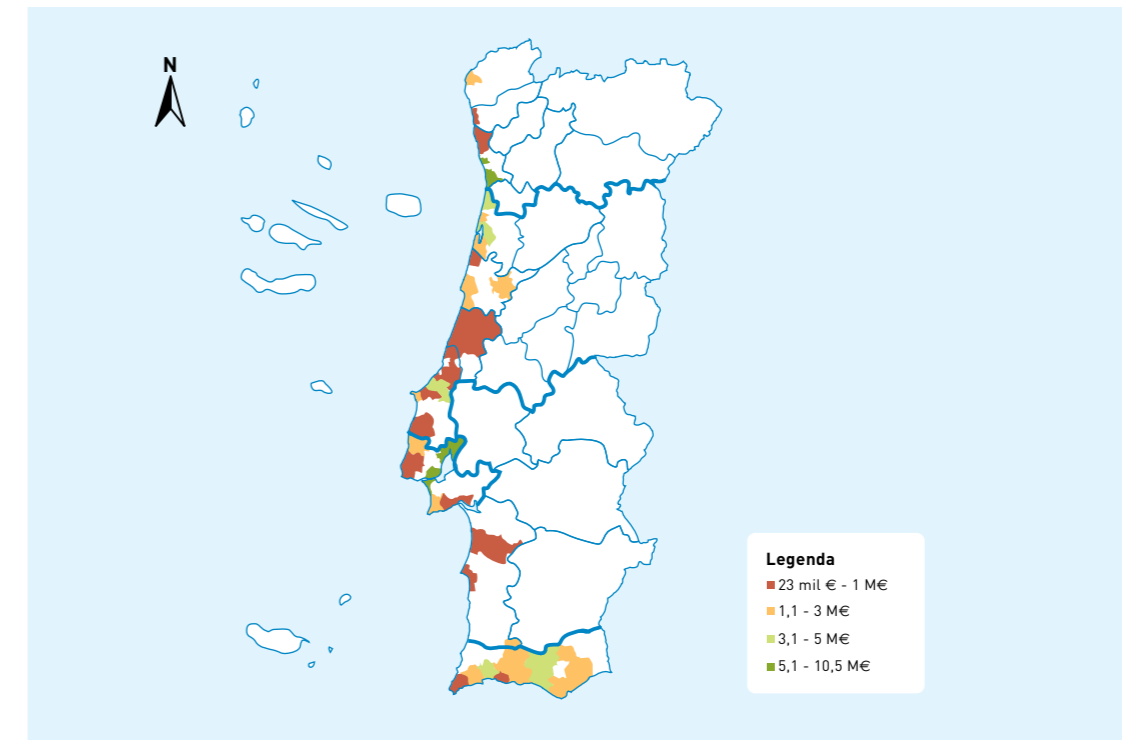 N
Legenda
23 mil € - 1 M€
1,1 - 3 M€
3,1 - 5 M€
5,1 - 10,5 M€